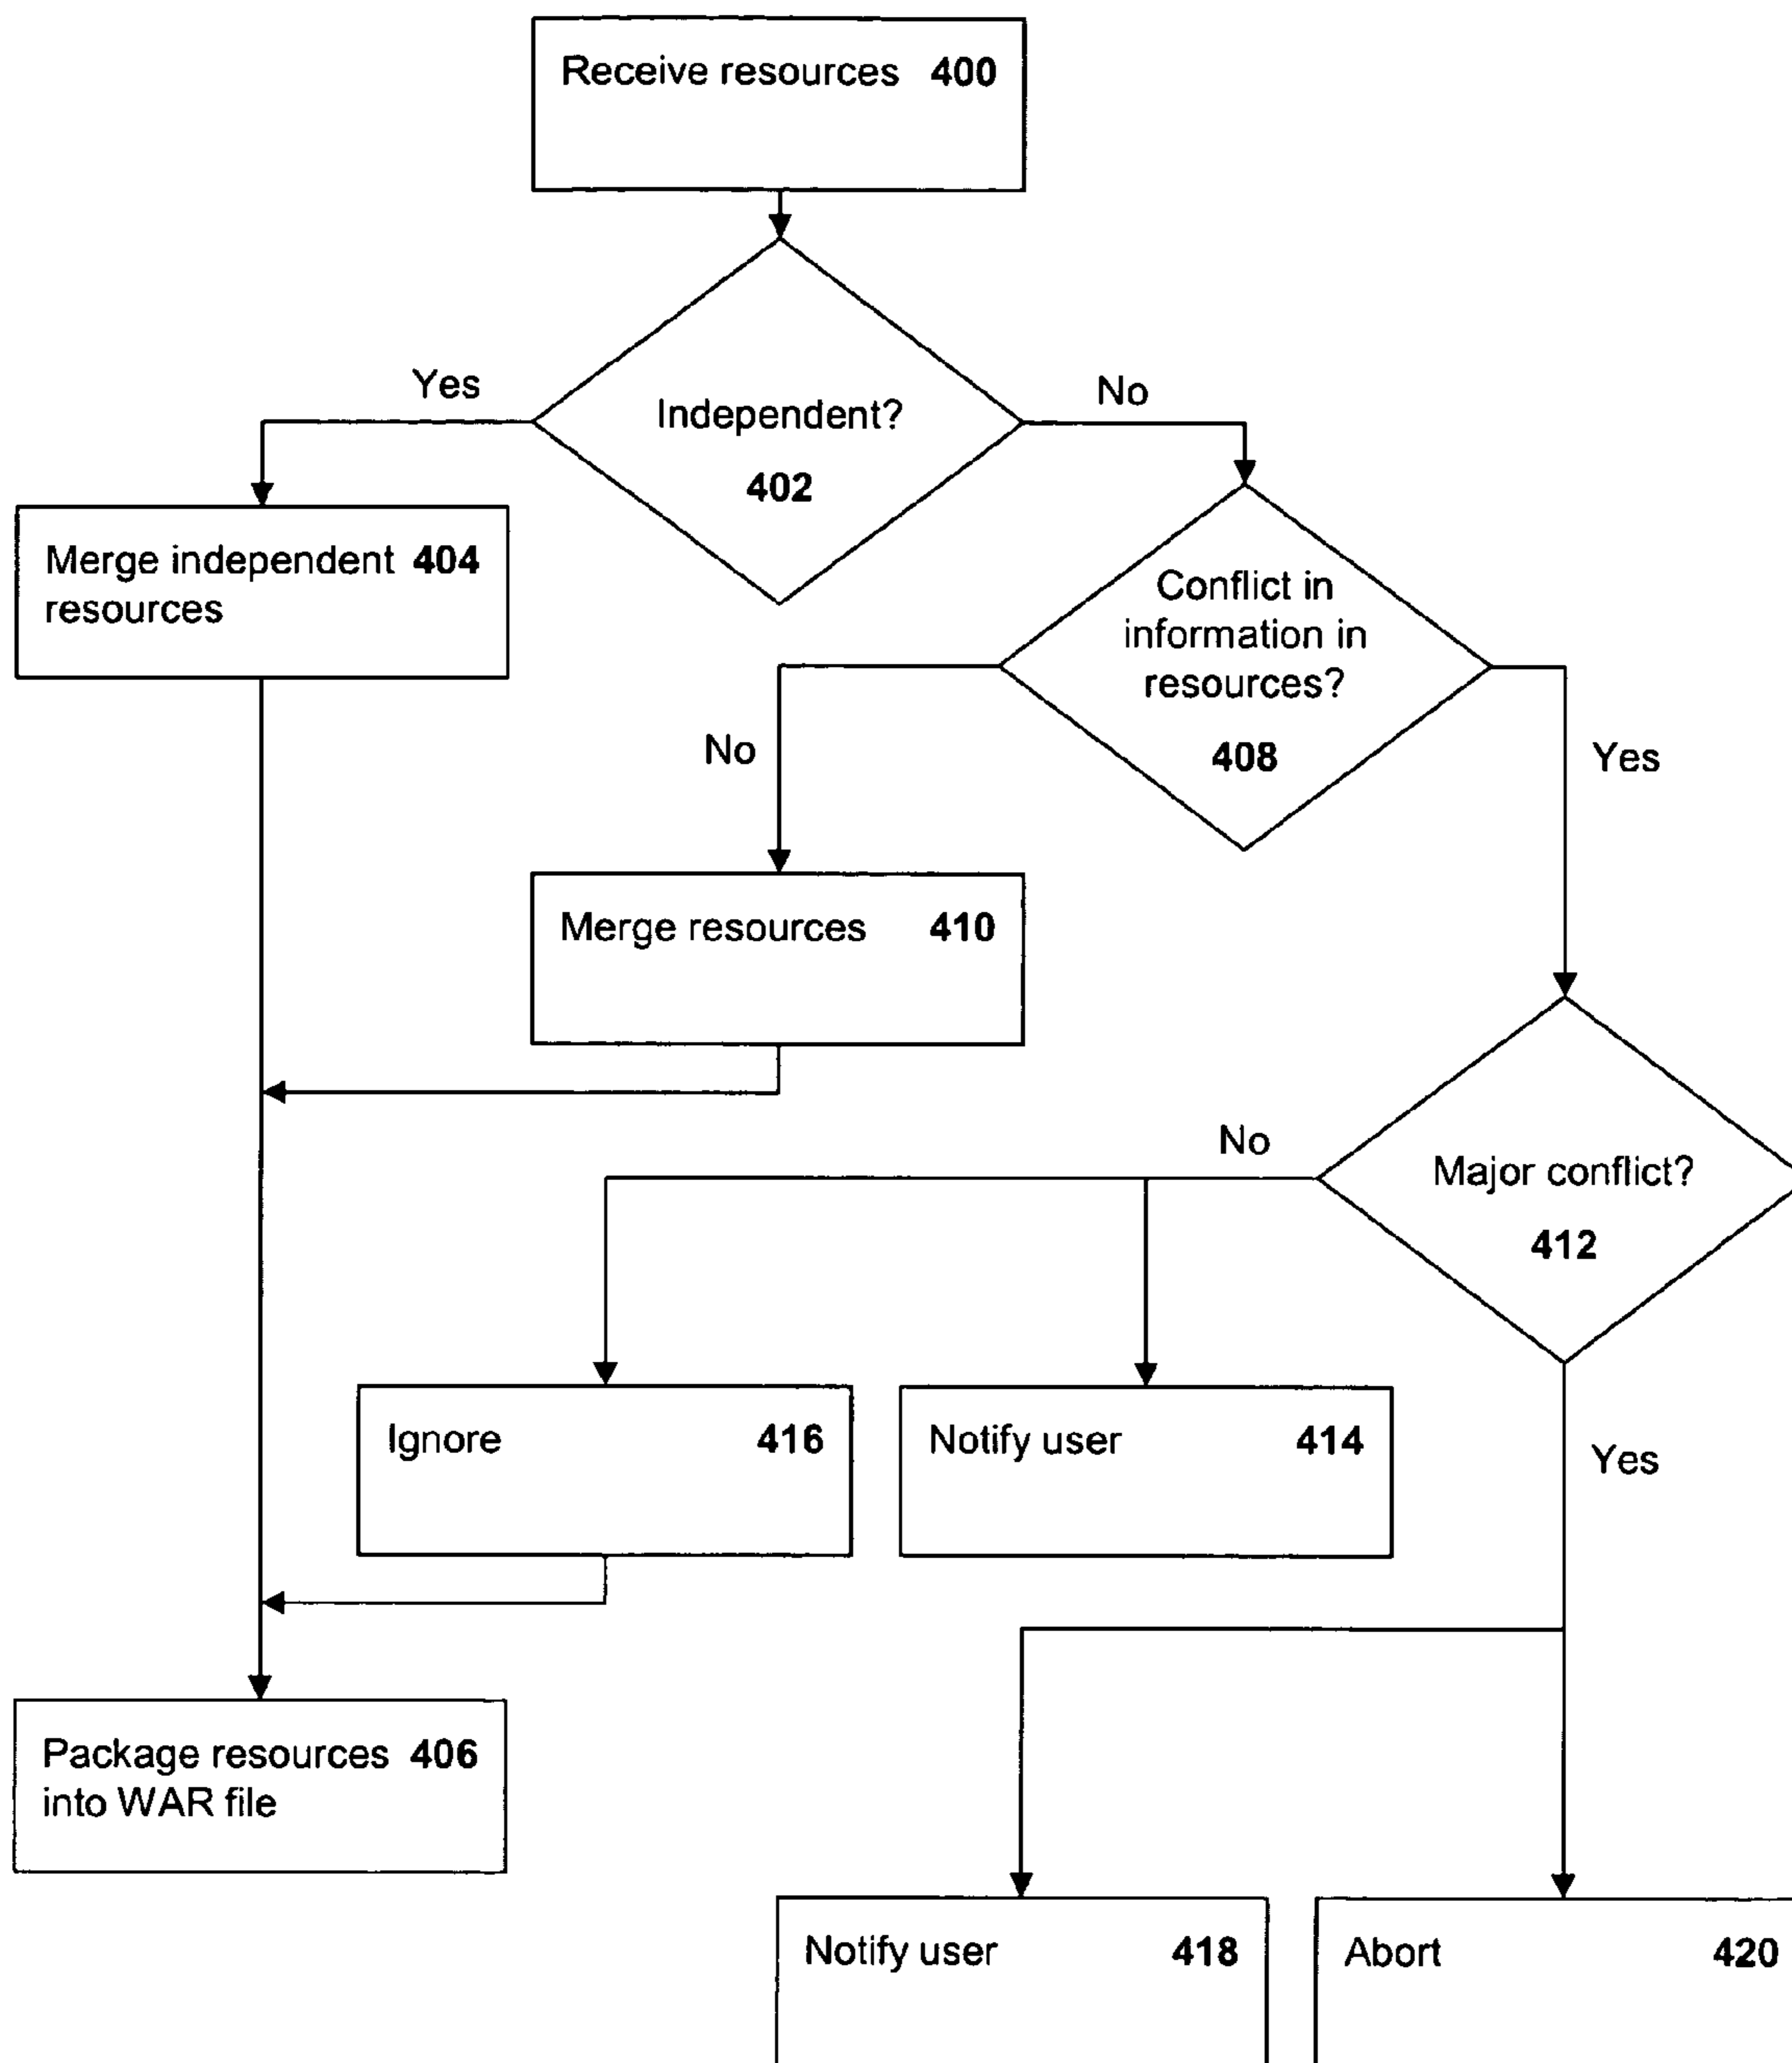 Receive resources 400
Yes
No
Independent?
402
Merge independent 404
resources
Conflict in
information in
resources?
408
No
Yes
Merge resources 410
No
Major conflict?
412
Ignore 416
Notify user 414
Yes
Package resources 406
into WAR file
Notify user 418
Abort 420